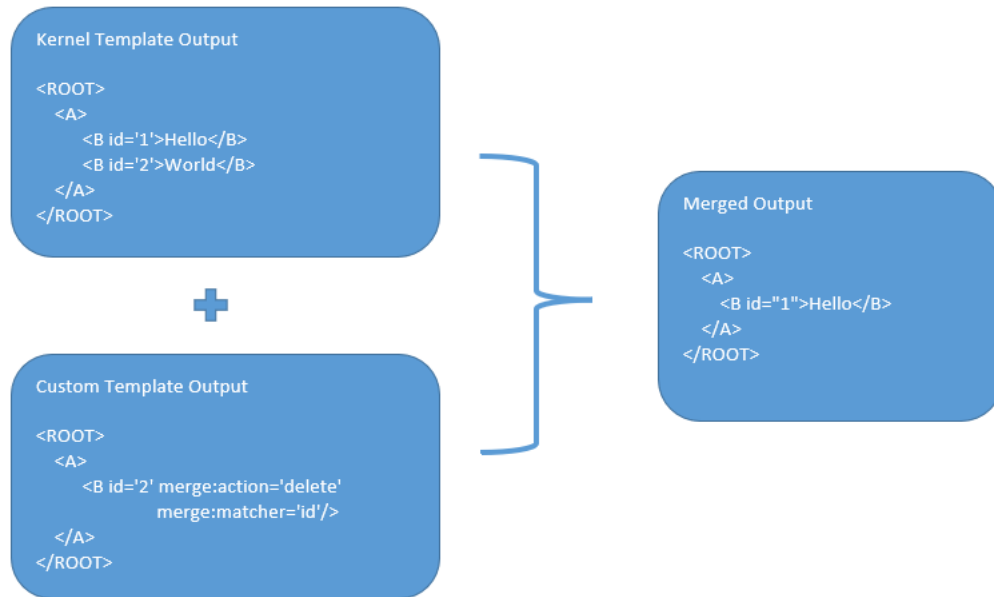 Kernel Template Output
<ROOT>
<A>
<B id='1'>Hello</B>
<B id='2'>World</B>
</A>
</ROOT>
Custom Template Output
<ROOT>
<A>
<B id='2' merge:action='delete'
merge:matcher='id'/>
</A>
</ROOT>
Merged Output
<ROOT>
<A>
<B id="1">Hello</B>
</A>
</ROOT>